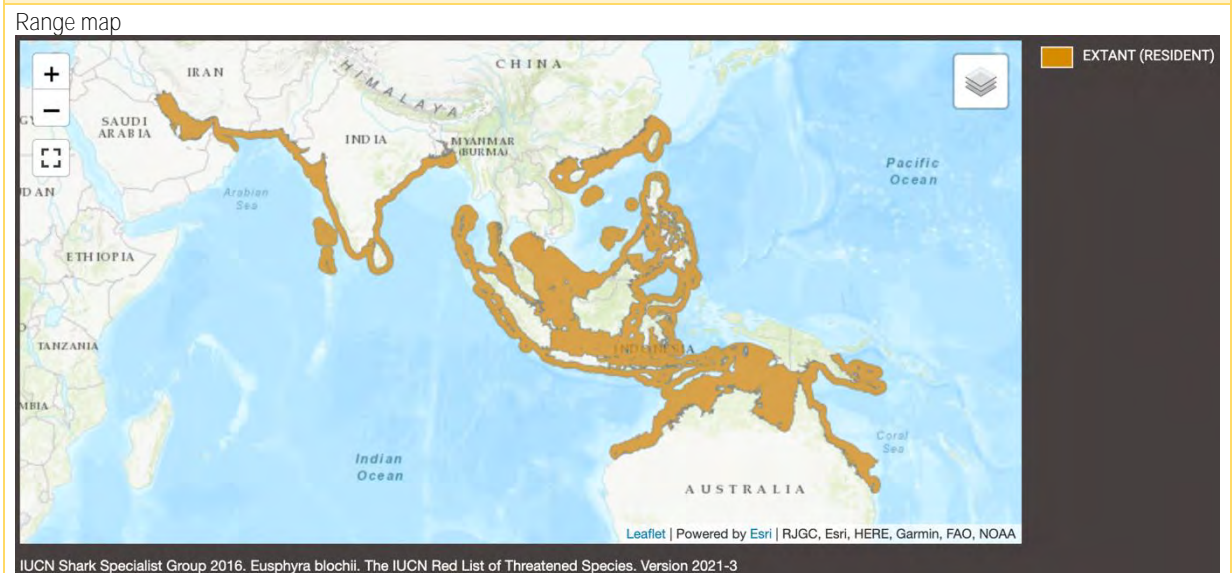 Range map
+
EXTANT (RESIDENT)
CHINA
IRAN
HIMALAYA
−
SAUDI
ARABIA
INDIA
MYANMAR
(BURMA)
Pacific
Ocean
DAN
Arabian
Sea
ETHIOPIA
TANZANIA
INDONESIA
MBIA
Coral
Sea
Indian
Ocean
AUSTRALIA
Leaflet | Powered by Esri | RJGC, Esri, HERE, Garmin, FAO, NOAA
IUCN Shark Specialist Group 2016. Eusphyra blochii. The IUCN Red List of Threatened Species. Version 2021-3